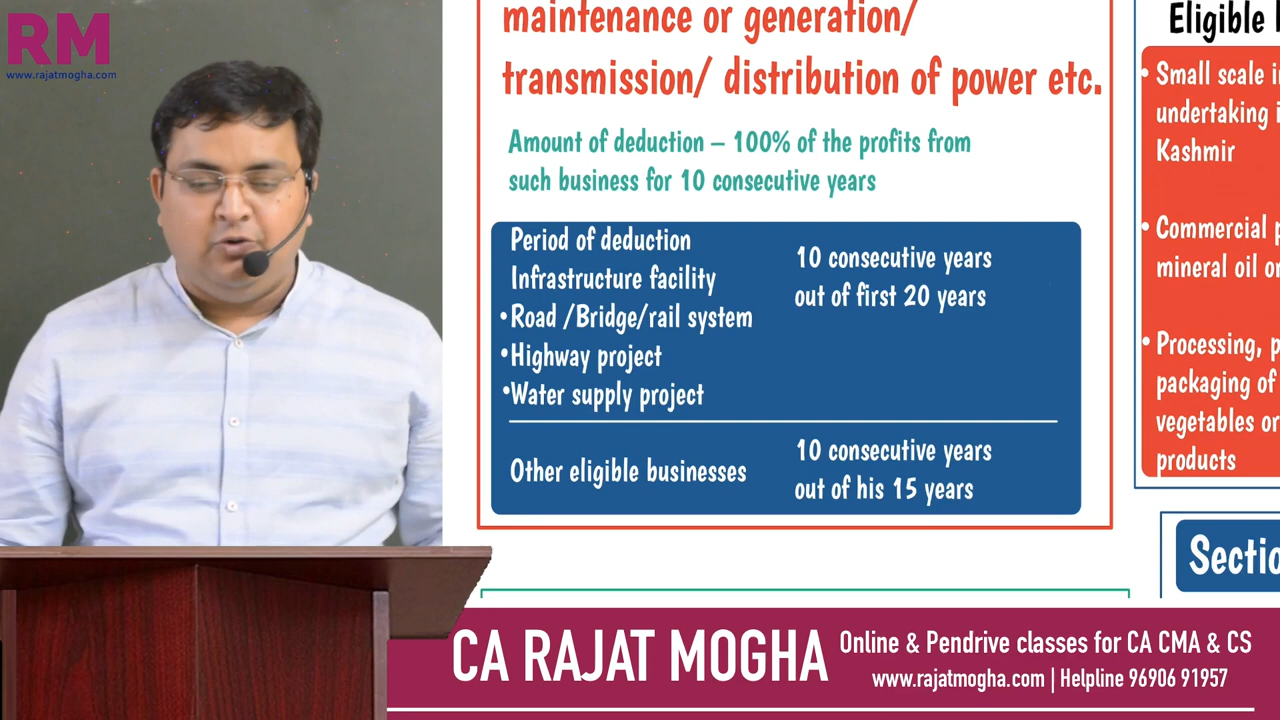 RM
www.rajatmogha.com
maintenance or generation/
transmission/ distribution of power etc.
Amount of deduction – 100% of the profits from
such business for 10 consecutive years
Period of deduction
Infrastructure facility
•Road /Bridge/rail system
•Highway project
•Water supply project
10 consecutive years
out of first 20 years
Other eligible businesses
10 consecutive years
out of his 15 years
Eligible
• Small scale
undertaking
Kashmir
• Commercial
mineral oil
• Processing,
packaging of
vegetables or
products
CA RAJAT MOGHA
Online & Pendrive classes for CA CMA & CS
www.rajatmogha.com | Helpline 96906 91957